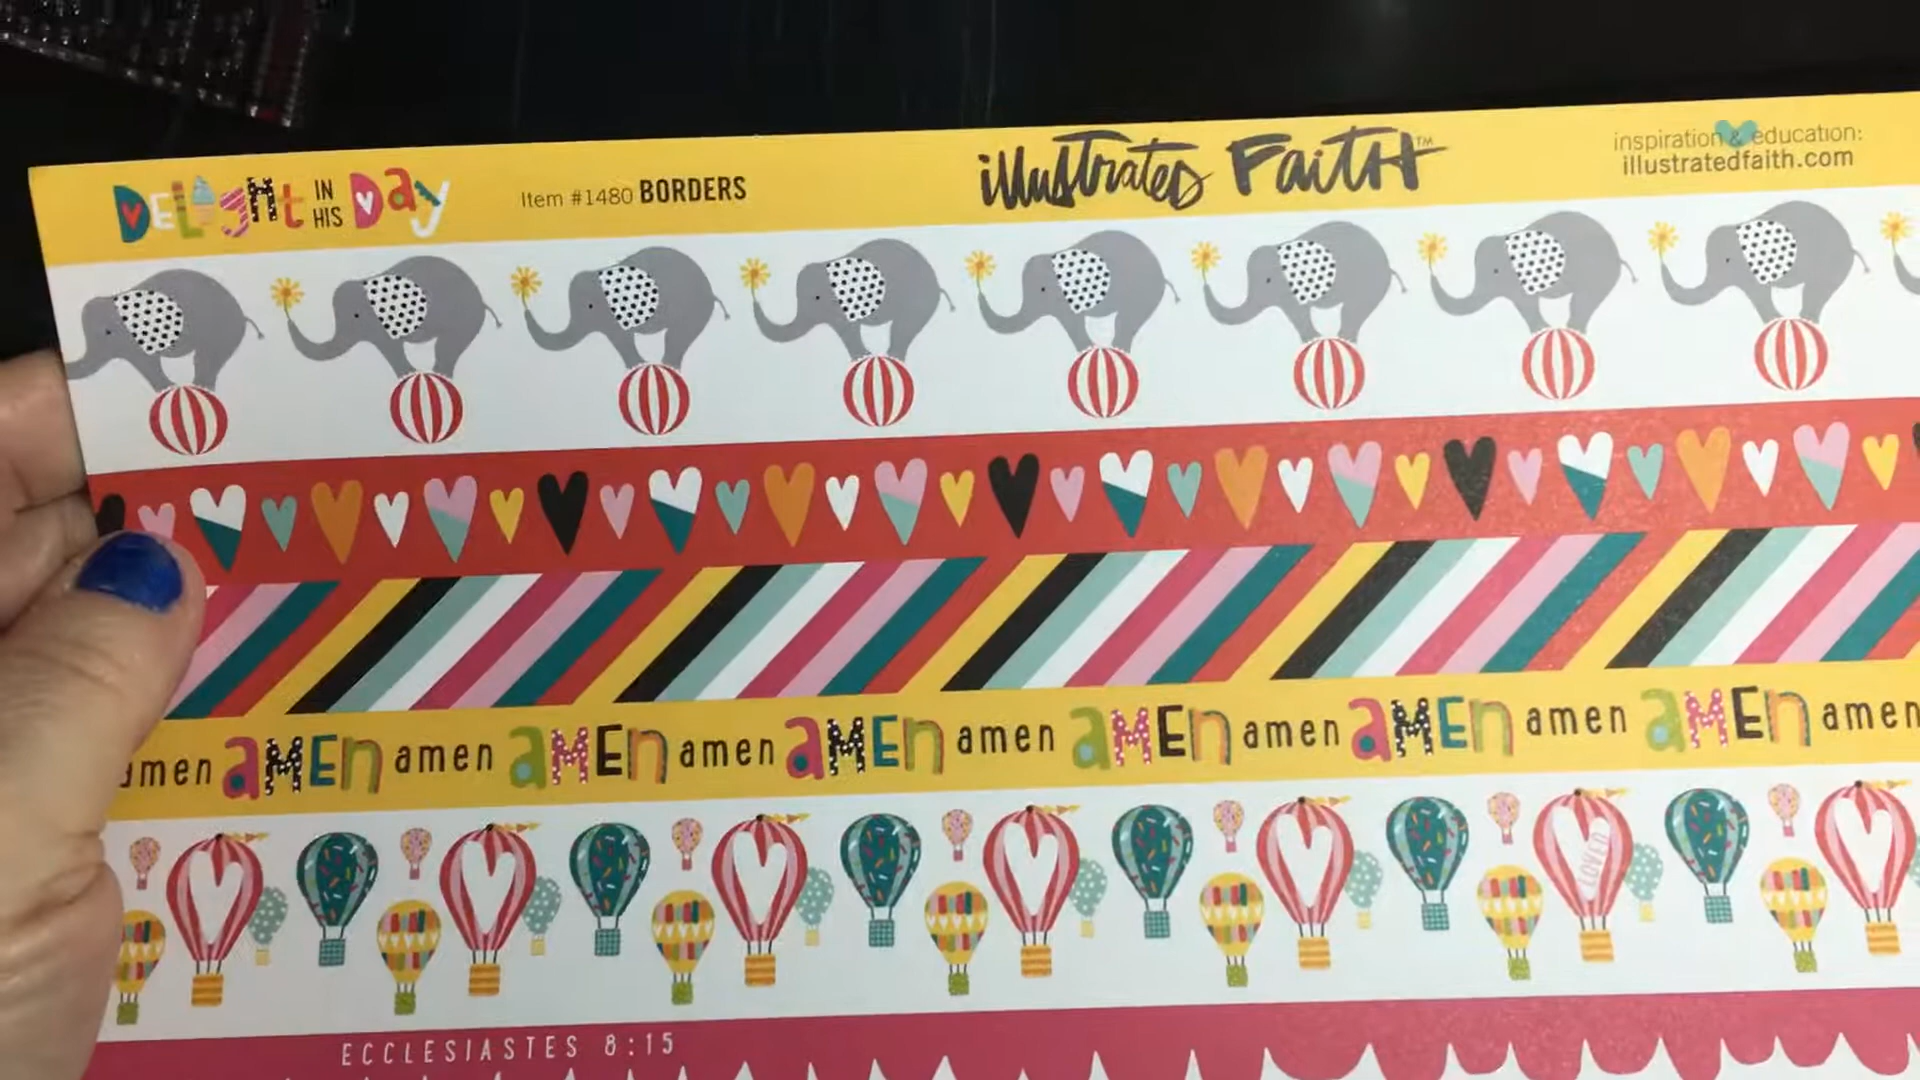 DELIGHT IN HIS DAY
Item #1480 BORDERS
illustrated FAITH™
inspiration & education:
illustratedfaith.com
amen AMEN amen AMEN amen AMEN amen AMEN amen AMEN amen AMEN amen
LOVED
ECCLESIASTES 8:15